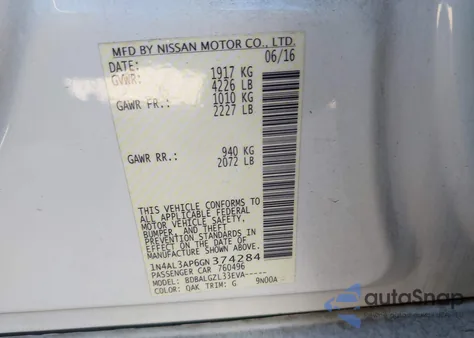 MFD BY NISSAN MOTOR CO., LTD.
DATE: 06/16
GVWR: 1917 KG
4226 LB
GAWR FR.: 1010 KG
2227 LB
GAWR RR.: 940 KG
2072 LB
THIS VEHICLE CONFORMS TO
ALL APPLICABLE FEDERAL
MOTOR VEHICLE SAFETY,
BUMPER, AND THEFT
PREVENTION STANDARDS IN
EFFECT ON THE DATE OF
MANUFACTURE SHOWN ABOVE.
1N4AL3AP6GN374284
PASSENGER CAR 760496
MODEL: BDBALGZL33EVA-----
COLOR: QAK TRIM: G 9N00A
autoSnap